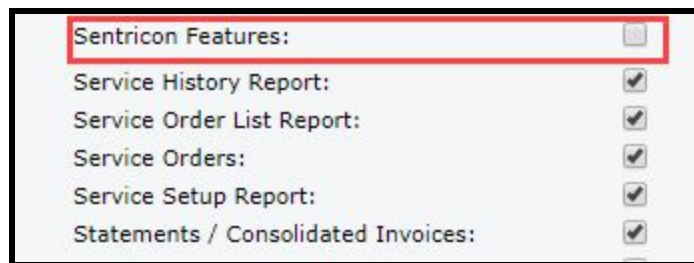 Sentricon Features:
Service History Report:
Service Order List Report:
Service Orders:
Service Setup Report:
Statements / Consolidated Invoices: